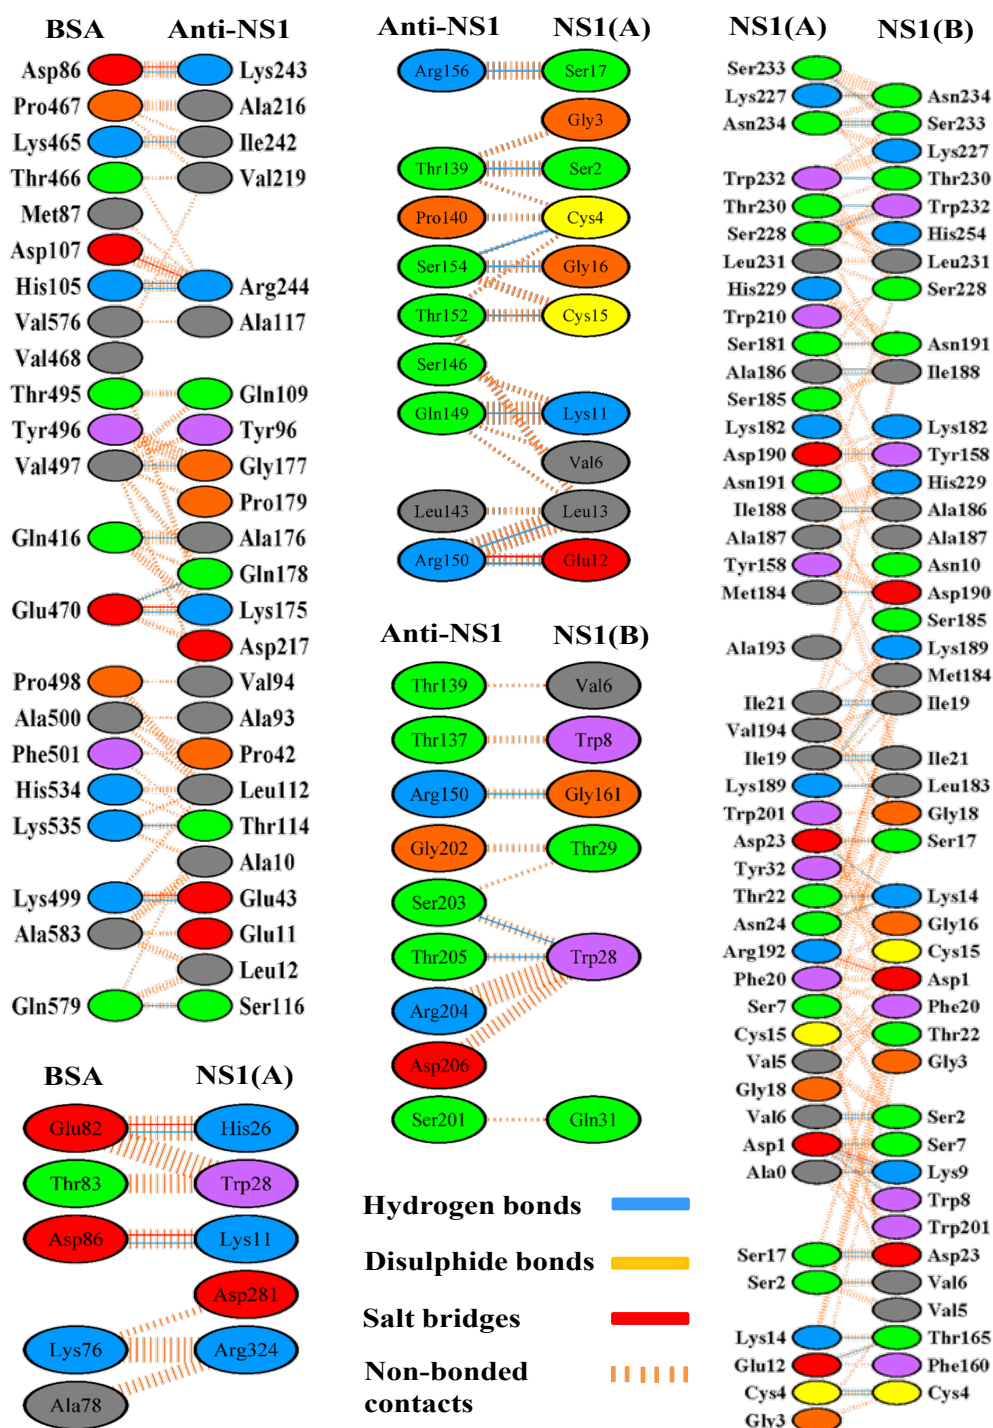 BSA Anti-NS1
Asp86 Lys243
Pro467 Ala216
Lys465 Ile242
Thr466 Val219
Met87
Asp107
His105 Arg244
Val576 Ala117
Val468
Thr495 Gln109
Tyr496 Tyr96
Val497 Gly177
Pro179
Gln416 Ala176
Gln178
Glu470 Lys175
Asp217
Pro498 Val94
Ala500 Ala93
Phe501 Pro42
His534 Leu112
Lys535 Thr114
Ala10
Lys499 Glu43
Ala583 Glu11
Leu12
Gln579 Ser116
BSA NS1(A)
Glu82 His26
Thr83 Trp28
Asp86 Lys11
Asp281
Lys76 Arg324
Ala78
Anti-NS1 NS1(A)
Arg156 Ser17
Gly3
Thr139 Ser2
Pro140 Cys4
Ser154 Gly16
Thr152 Cys15
Ser146
Gln149 Lys11
Val6
Leu143 Leu13
Arg150 Glu12
Anti-NS1 NS1(B)
Thr139 Val6
Thr137 Trp8
Arg150 Gly161
Gly202 Thr29
Ser203
Thr205 Trp28
Arg204
Asp206
Ser201 Gln31
Hydrogen bonds
Disulphide bonds
Salt bridges
Non-bonded
contacts
NS1(A) NS1(B)
Ser233
Lys227 Asn234
Asn234 Ser233
Lys227
Trp232 Thr230
Thr230 Trp232
Ser228 His254
Leu231 Leu231
His229 Ser228
Trp210
Ser181 Asn191
Ala186 Ile188
Ser185
Lys182 Lys182
Asp190 Tyr158
Asn191 His229
Ile188 Ala186
Ala187 Ala187
Tyr158 Asn10
Met184 Asp190
Ser185
Ala193 Lys189
Met184
Ile21 Ile19
Val194
Ile19 Ile21
Lys189 Leu183
Trp201 Gly18
Asp23 Ser17
Tyr32
Thr22 Lys14
Asn24 Gly16
Arg192 Cys15
Phe20 Asp1
Ser7 Phe20
Cys15 Thr22
Val5 Gly3
Gly18
Val6 Ser2
Asp1 Ser7
Ala0 Lys9
Trp8
Trp201
Ser17 Asp23
Ser2 Val6
Val5
Lys14 Thr165
Glu12 Phe160
Cys4 Cys4
Gly3